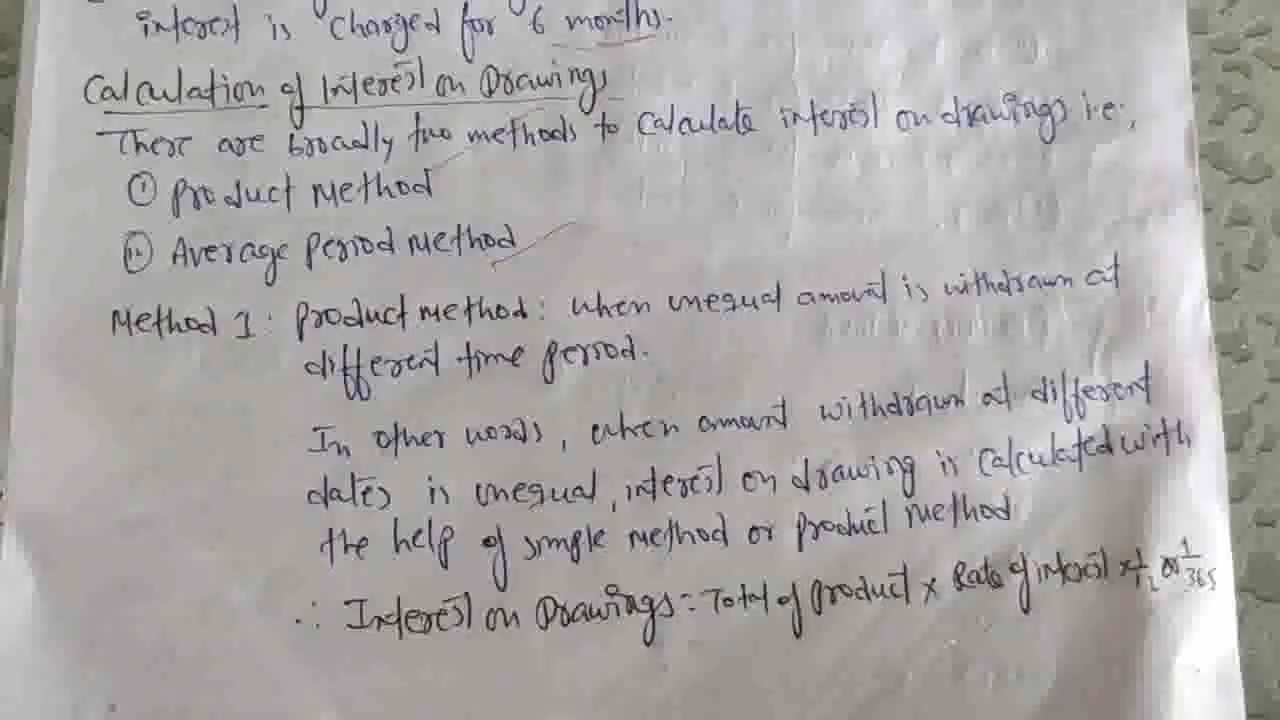 interest is charged for 6 months.
Calculation of Interest on Drawings
There are broadly two methods to calculate interest on drawings i.e.,
(i) Product Method
(ii) Average Period Method
Method 1: Product method: when unequal amount is withdrawn at
different time period.
In other words, when amount withdrawn at different
dates is unequal, interest on drawing is calculated with
the help of simple method or product method
∴ Interest on Drawings = Total of product × Rate of interest × 1/12 or 1/365